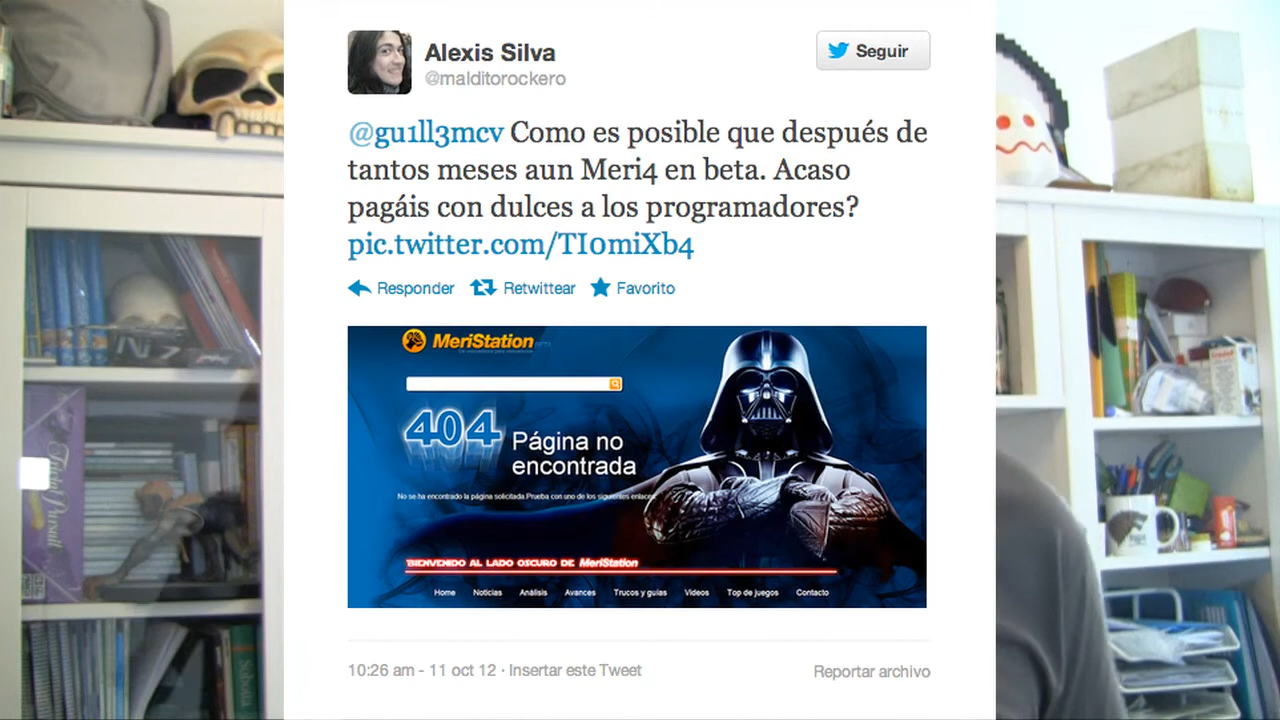 Alexis Silva
@malditorockero
Seguir
@gu1ll3mcv Como es posible que después de
tantos meses aun Meri4 en beta. Acaso
pagáis con dulces a los programadores?
pic.twitter.com/TI0miXb4
Responder Retwittear Favorito
MeriStation
404 Página no
encontrada
No se ha encontrado la página solicitada.Prueba con uno de los siguientes enlaces:
BIENVENIDO AL LADO OSCURO DE MeriStation
Home Noticias Análisis Avances Trucos y guías Videos Top de juegos Contacto
10:26 am - 11 oct 12 · Insertar este Tweet
Reportar archivo
N7
Trivial Pursuit